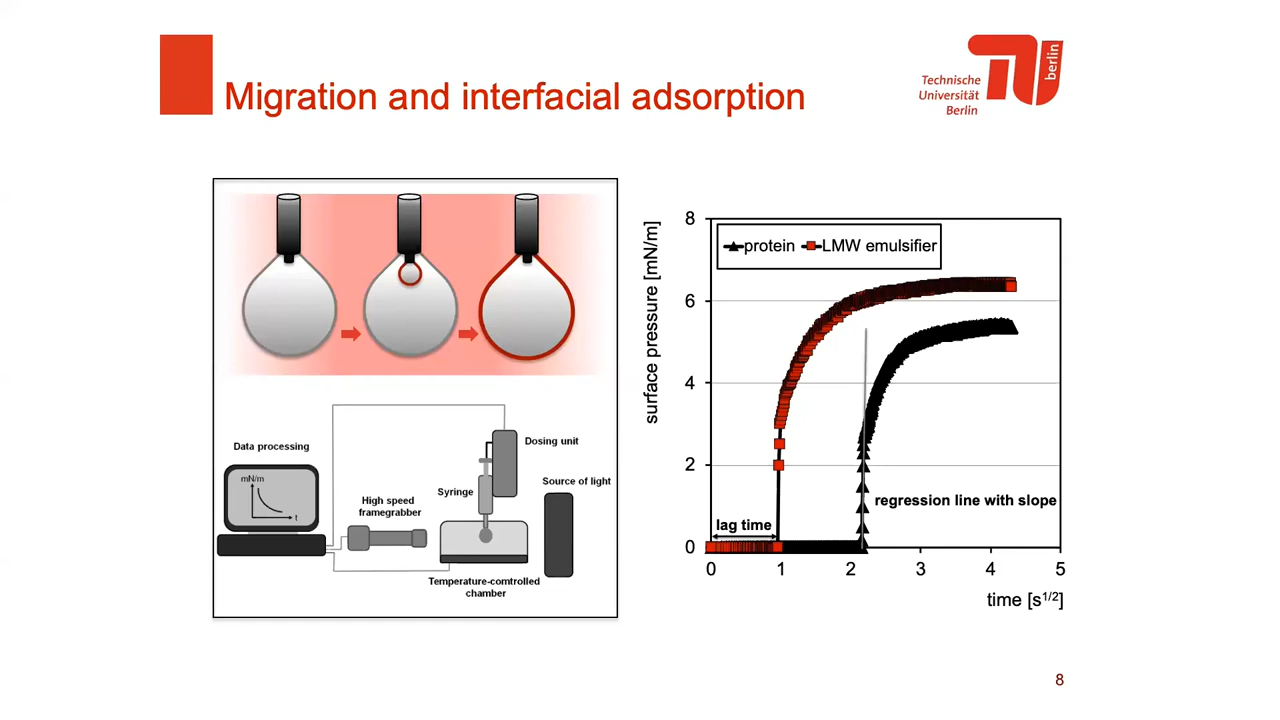 Migration and interfacial adsorption
Technische
Universität
Berlin
berlin
Data processing
mN/m
t
High speed
framegrabber
Syringe
Dosing unit
Source of light
Temperature-comtrolled
chamber
surface pressure [mN/m]
8
6
4
2
0
protein
LMW emulsifier
regression line with slope
lag time
0 1 2 3 4 5
time [s1/2]
8